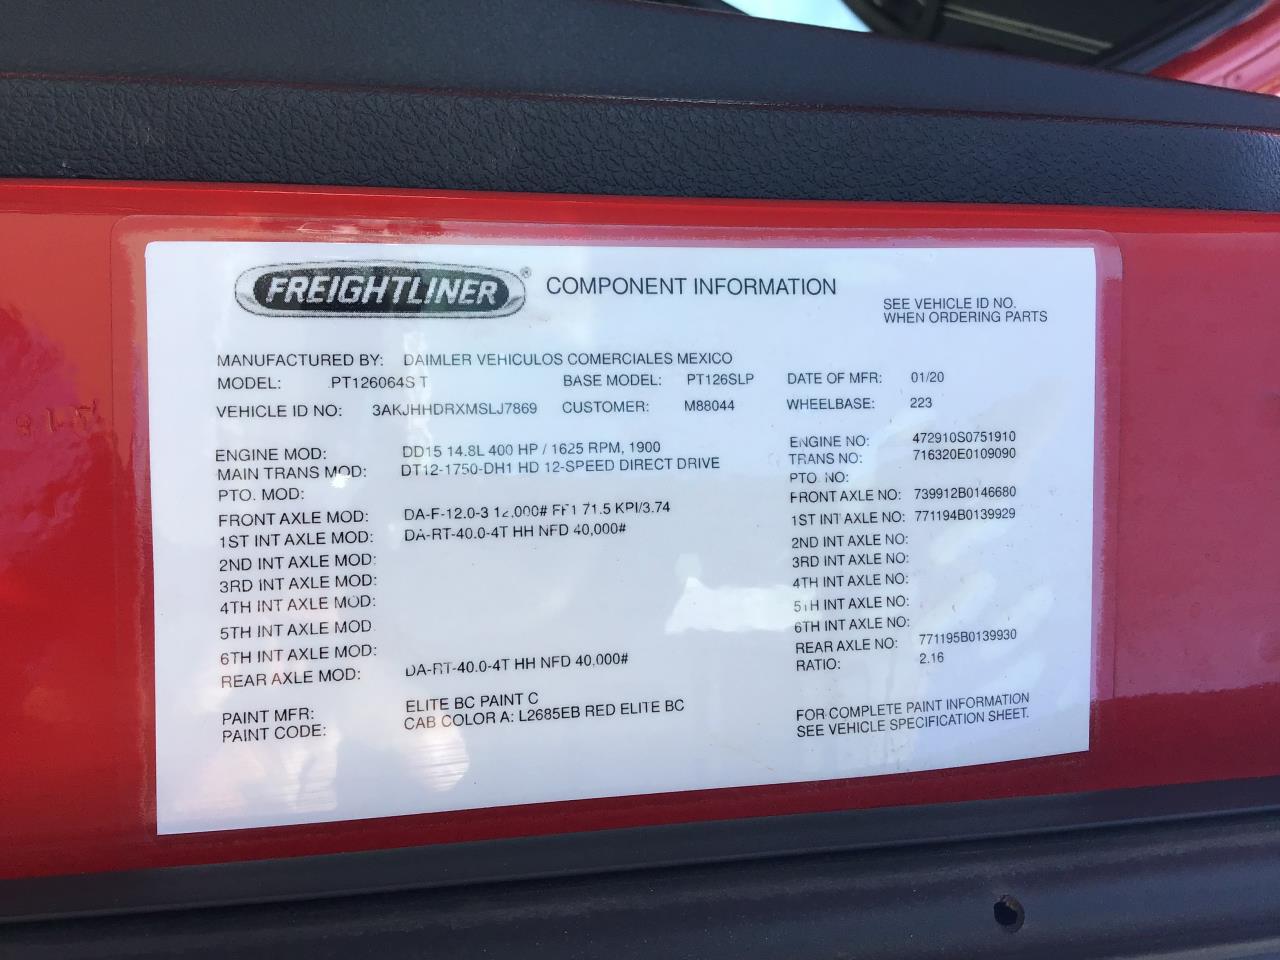 FREIGHTLINER® COMPONENT INFORMATION
SEE VEHICLE ID NO.
WHEN ORDERING PARTS
MANUFACTURED BY: DAIMLER VEHICULOS COMERCIALES MEXICO
MODEL: PT126064S T BASE MODEL: PT126SLP DATE OF MFR: 01/20
VEHICLE ID NO: 3AKJHHDRXMSLJ7869 CUSTOMER: M88044 WHEELBASE: 223
ENGINE MOD: DD15 14.8L 400 HP / 1625 RPM, 1900 ENGINE NO: 472910S0751910
MAIN TRANS MOD: DT12-1750-DH1 HD 12-SPEED DIRECT DRIVE TRANS NO: 716320E0109090
PTO. MOD: PTO. NO:
FRONT AXLE MOD: DA-F-12.0-3 12,000# FF1 71.5 KPI/3.74 FRONT AXLE NO: 739912B0146680
1ST INT AXLE MOD: DA-RT-40.0-4T HH NFD 40,000# 1ST INT AXLE NO: 771194B0139929
2ND INT AXLE MOD: 2ND INT AXLE NO:
3RD INT AXLE MOD: 3RD INT AXLE NO:
4TH INT AXLE MOD: 4TH INT AXLE NO:
5TH INT AXLE MOD 5TH INT AXLE NO:
6TH INT AXLE MOD: 6TH INT AXLE NO:
REAR AXLE MOD: DA-RT-40.0-4T HH NFD 40,000# REAR AXLE NO: 771195B0139930
RATIO: 2.16
PAINT MFR: ELITE BC PAINT C
PAINT CODE: CAB COLOR A: L2685EB RED ELITE BC
FOR COMPLETE PAINT INFORMATION
SEE VEHICLE SPECIFICATION SHEET.